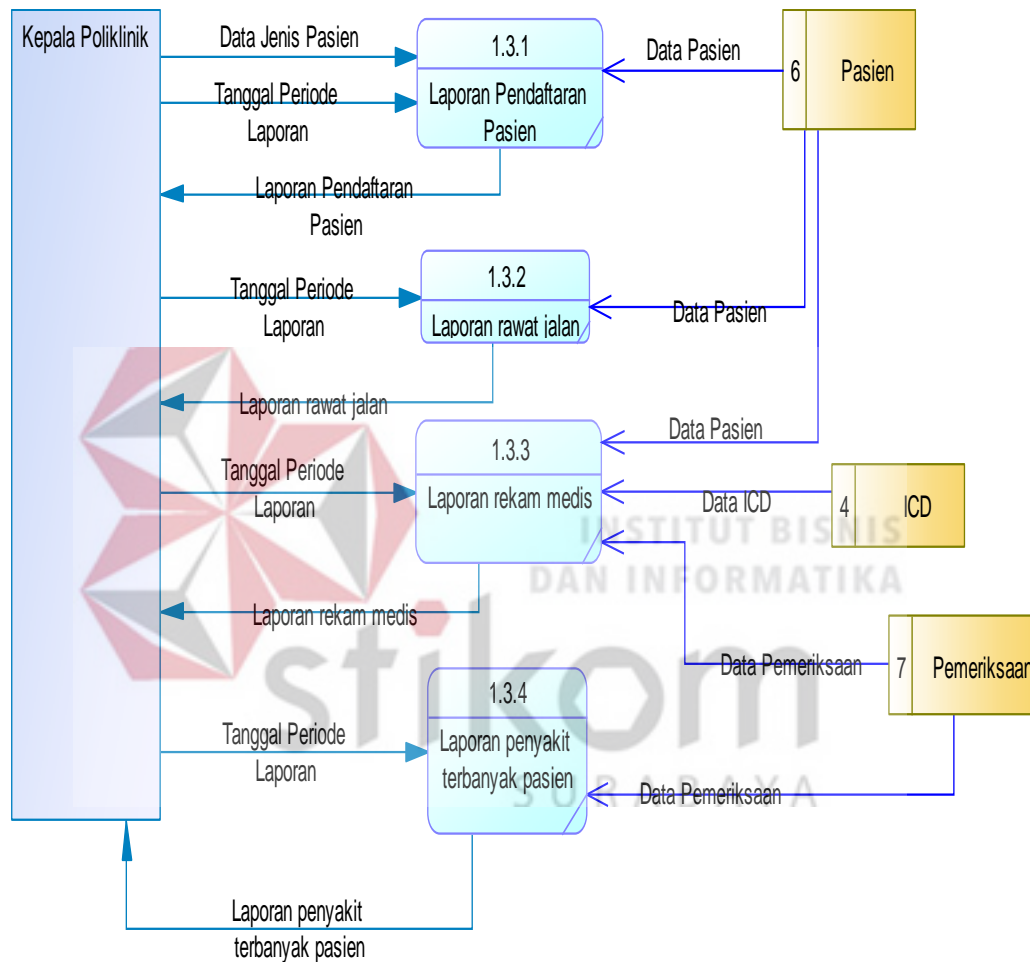 Kepala Poliklinik
Data Jenis Pasien
1.3.1
Laporan Pendaftaran
Pasien
Data Pasien
6
Pasien
Tanggal Periode
Laporan
Laporan Pendaftaran
Pasien
Tanggal Periode
Laporan
1.3.2
Laporan rawat jalan
Data Pasien
Laporan rawat jalan
Data Pasien
1.3.3
Laporan rekam medis
Tanggal Periode
Laporan
Data ICD
4
ICD
INSTITUT BISNIS
DAN INFORMATIKA
Laporan rekam medis
stikom
SURABAYA
Data Pemeriksaan
7
Pemeriksaan
1.3.4
Laporan penyakit
terbanyak pasien
Tanggal Periode
Laporan
Data Pemeriksaan
Laporan penyakit
terbanyak pasien